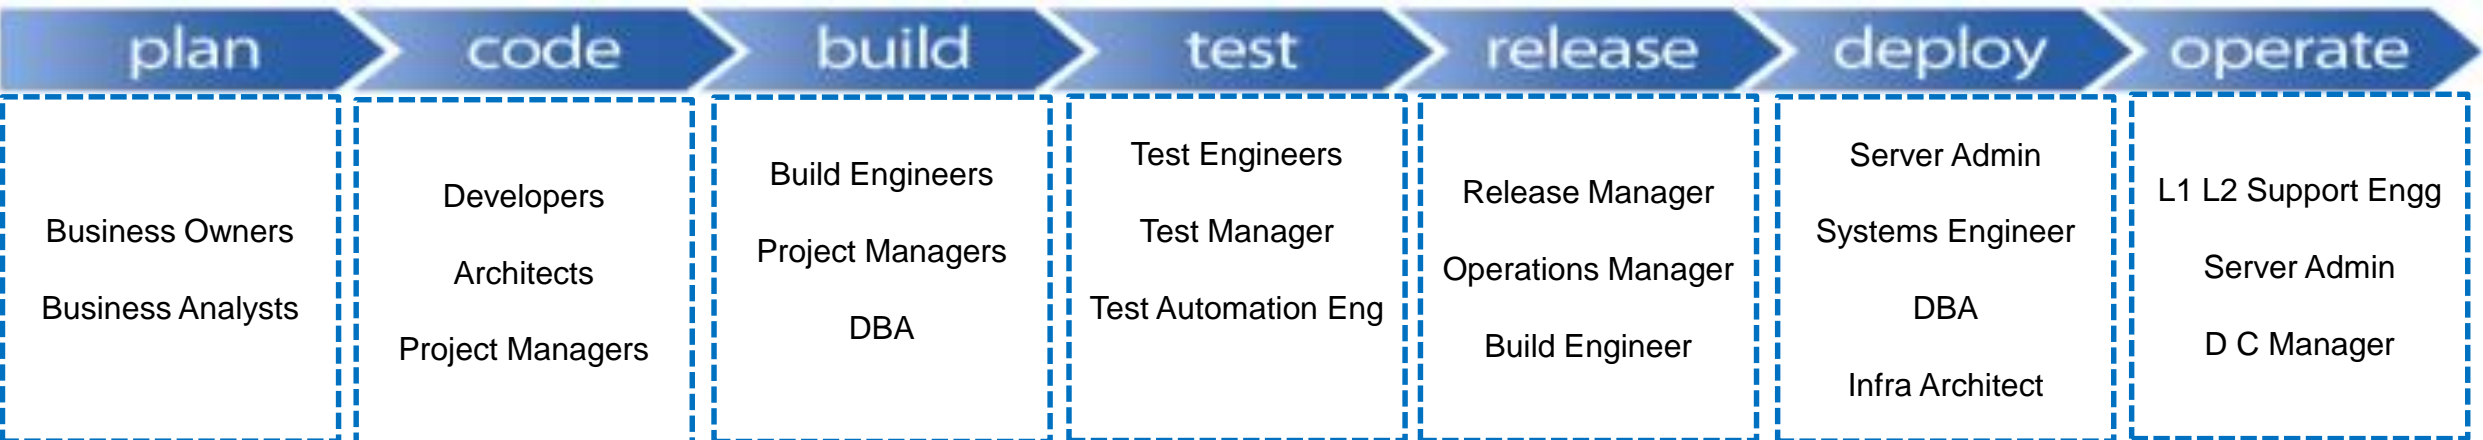 plan
code
build
test
release
deploy
operate
Business Owners
Business Analysts
Developers
Architects
Project Managers
Build Engineers
Project Managers
DBA
Test Engineers
Test Manager
Test Automation Eng
Release Manager
Operations Manager
Build Engineer
Server Admin
Systems Engineer
DBA
Infra Architect
L1 L2 Support Engg
Server Admin
D C Manager